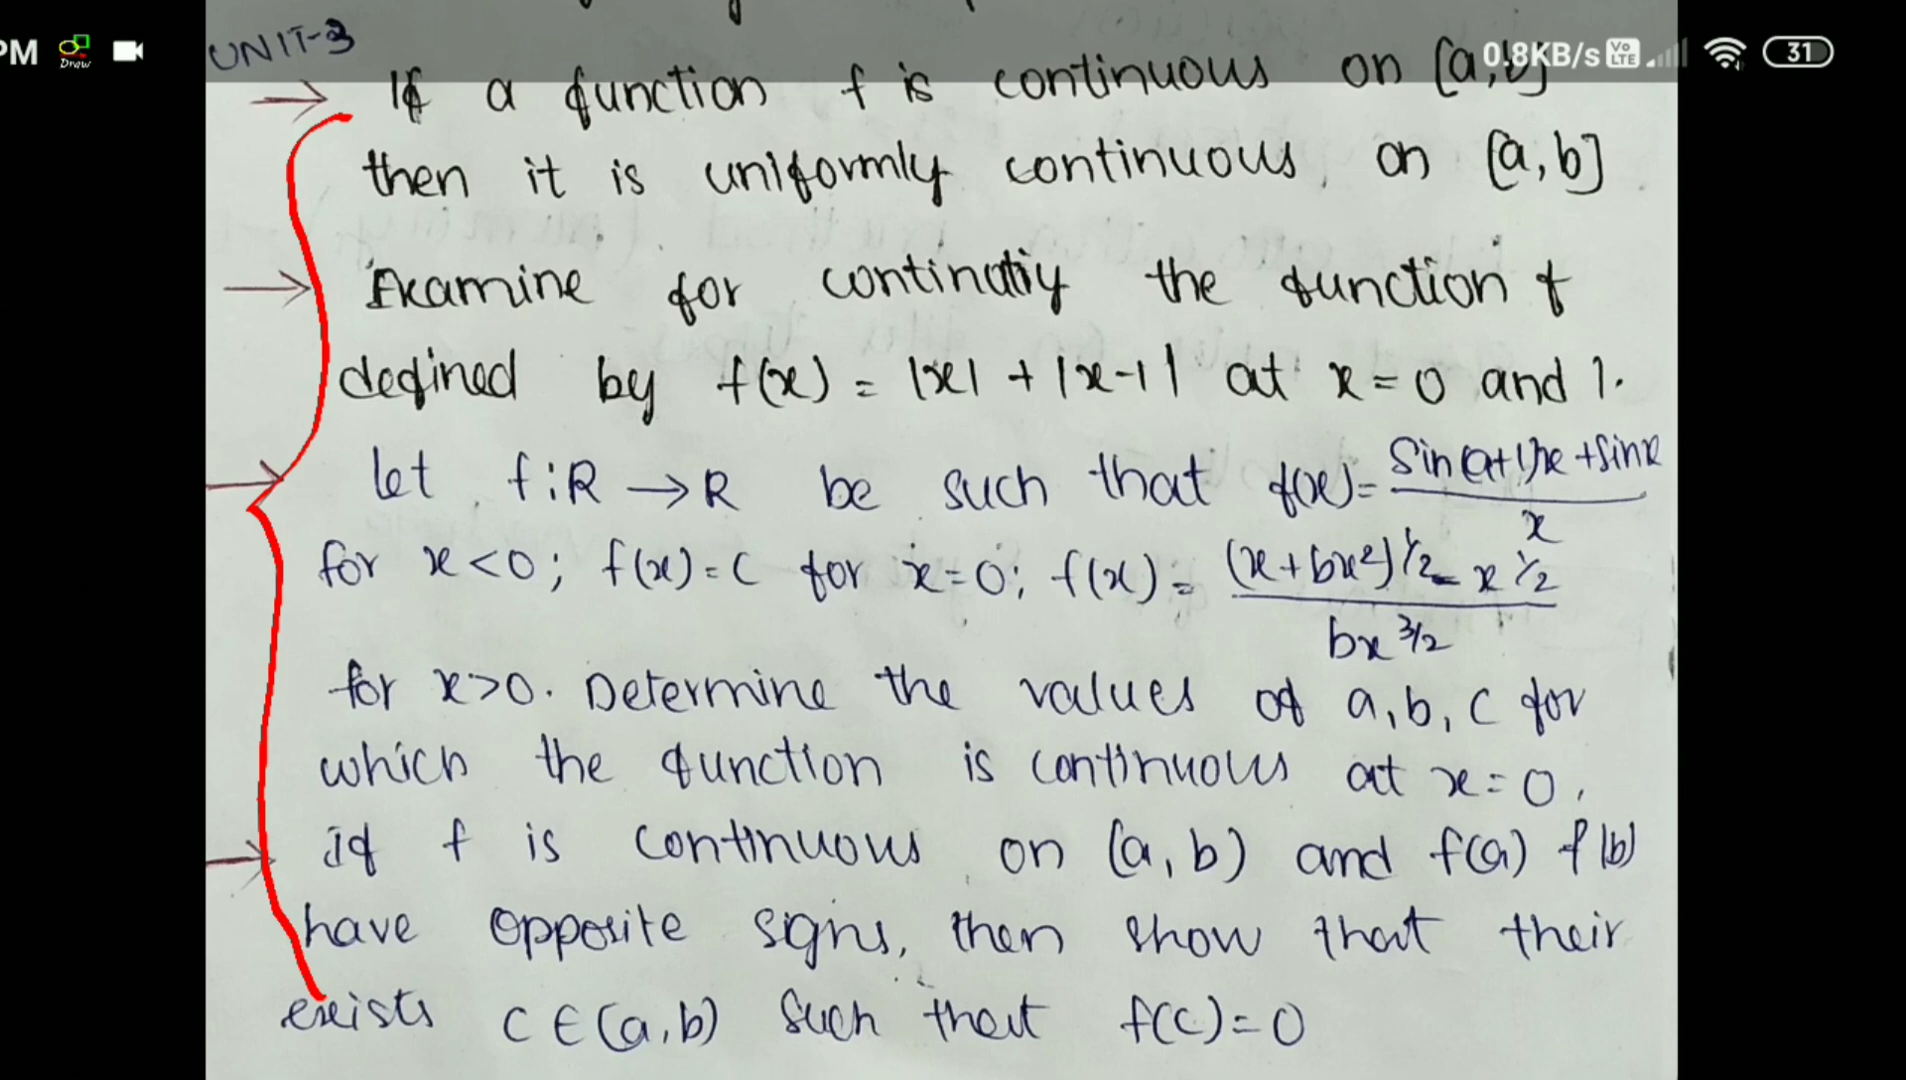 PM Draw 0.8KB/s Vo LTE 31
UNIT-3
If a function f is continuous on [a,b]
then it is uniformly continuous on [a,b]
Examine for continatiy the function f
defined by f(x) = |x| + |x-1| at x=0 and 1.
let f:R→R be such that f(x)= Sin(a+1)x+sinx / x
for x<0; f(x)=c for x=0; f(x)= (x+bx²)^1/2 - x^1/2 / bx^3/2
for x>0. Determine the values of a,b,c for
which the function is continuous at x=0.
if f is continuous on (a,b) and f(a) f(b)
have opposite signs, then show that their
exists c∈(a,b) such that f(c)=0